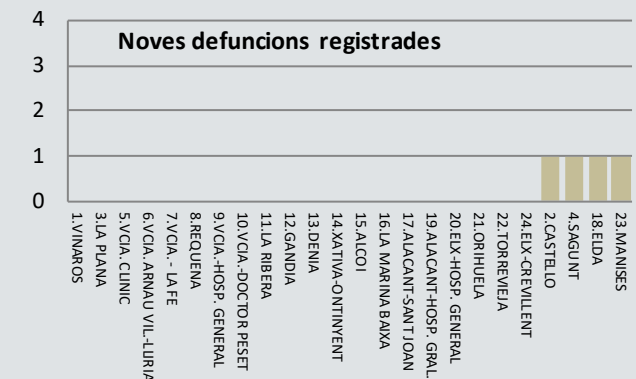 Noves defuncions registrades
4
3
2
1
0
1.VINAROS
3.LA PLANA
5.VCIA. CLINIC
6.VCIA. ARNAU VIL.-LLIRIA
7.VCIA. - LA FE
8.REQUENA
9.VCIA.-HOSP. GENERAL
10.VCIA.-DOCTOR PESET
11.LA RIBERA
12.GANDIA
13.DENIA
14.XATIVA-ONTINYENT
15.ALCOI
16.LA MARINA BAIXA
17.ALACANT-SANT JOAN
19.ALACANT-HOSP. GRAL.
20.ELX-HOSP. GENERAL
21.ORIHUELA
22.TORREVIEJA
24.ELX-CREVILLENT
2.CASTELLO
4.SAGUNT
18.ELDA
23.MANISES